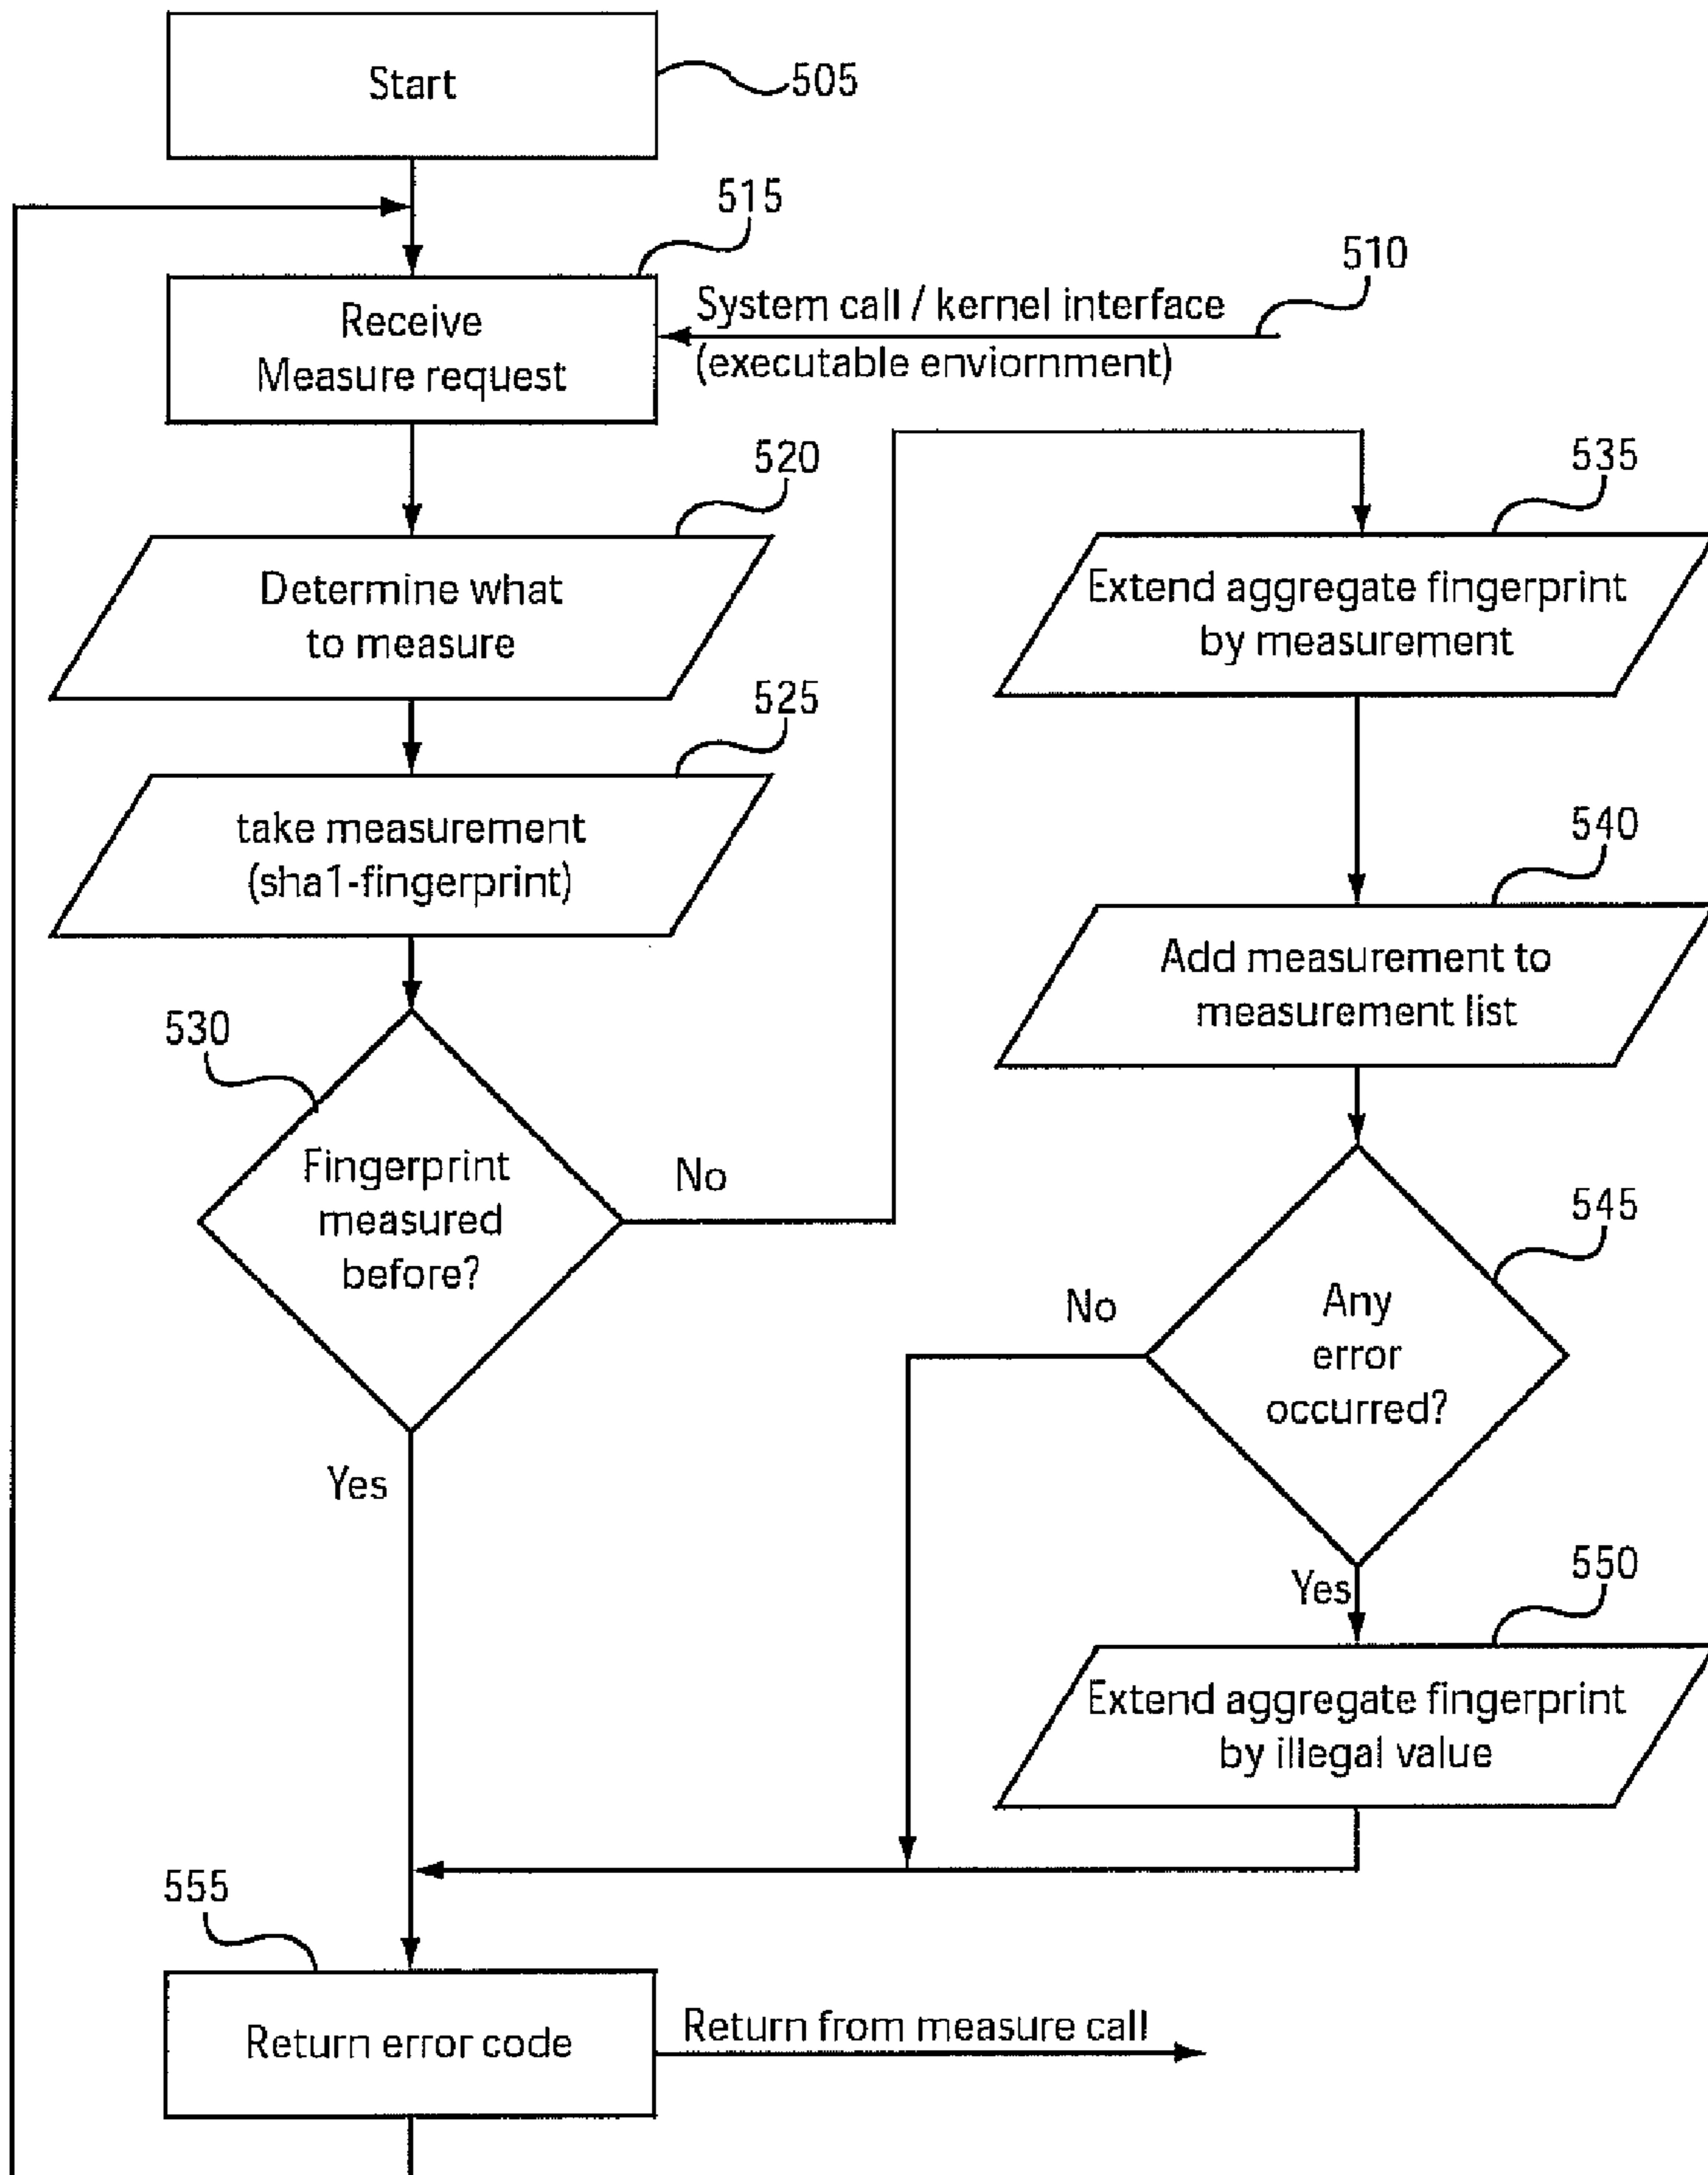 Start
505
515
510
Receive
Measure request
System call / kernel interface
(executable enviornment)
520
535
Determine what
to measure
Extend aggregate fingerprint
by measurement
525
take measurement
(sha1-fingerprint)
540
Add measurement to
measurement list
530
Fingerprint
measured
before?
No
545
Any
error
occurred?
No
Yes
Yes
550
Extend aggregate fingerprint
by illegal value
555
Return error code
Return from measure call